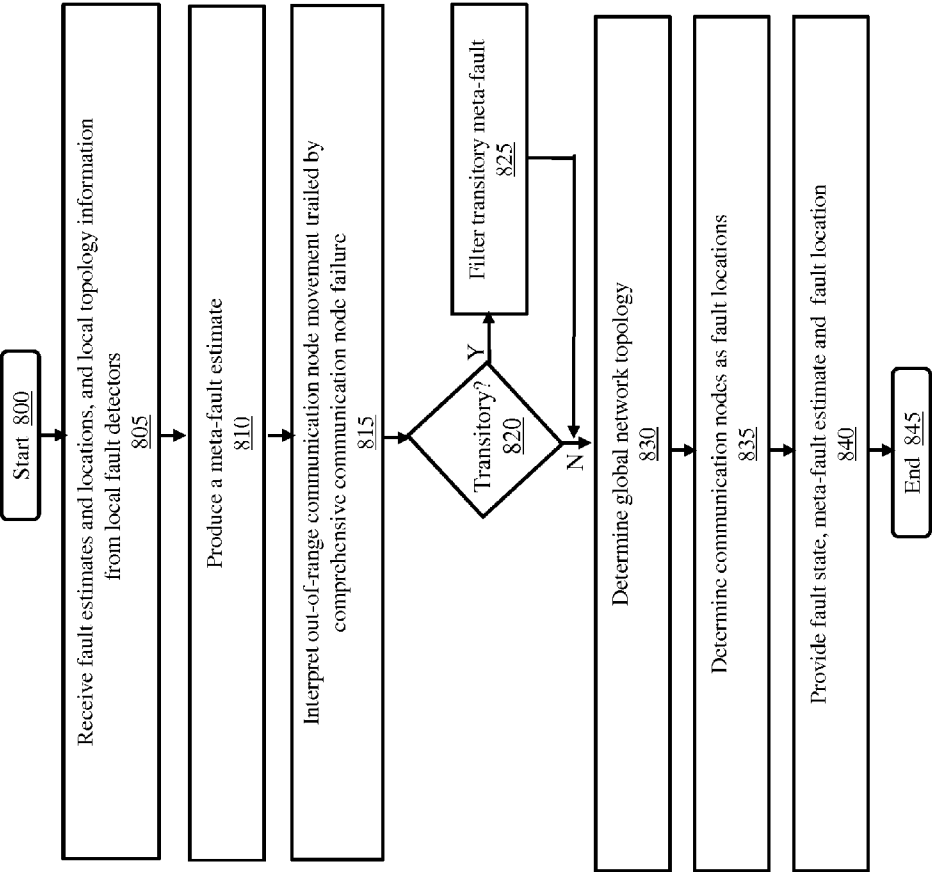 Start 800
Receive fault estimates and locations, and local topology information
from local fault detectors
805
Produce a meta-fault estimate
810
Interpret out-of-range communication node movement trailed by
comprehensive communication node failure
815
Transitory?
820
Y
N
Filter transitory meta-fault
825
Determine global network topology
830
Determine communication nodes as fault locations
835
Provide fault state, meta-fault estimate and fault location
840
End 845